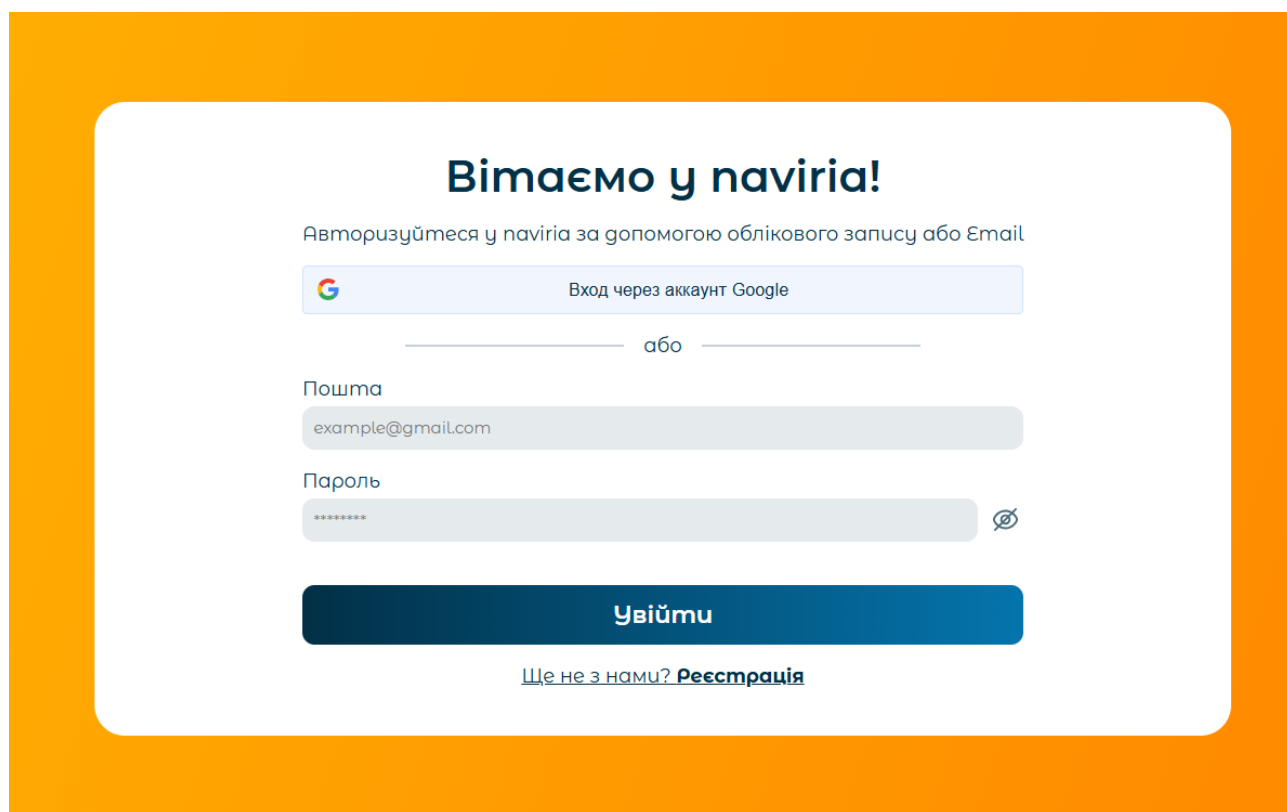 Вітаємо у naviria!
Авторизуйтеся у naviria за допомогою облікового запису або Email
Вход через аккаунт Google
або
Пошта
example@gmail.com
Пароль
********
Увійти
Ще не з нами? Реєстрація